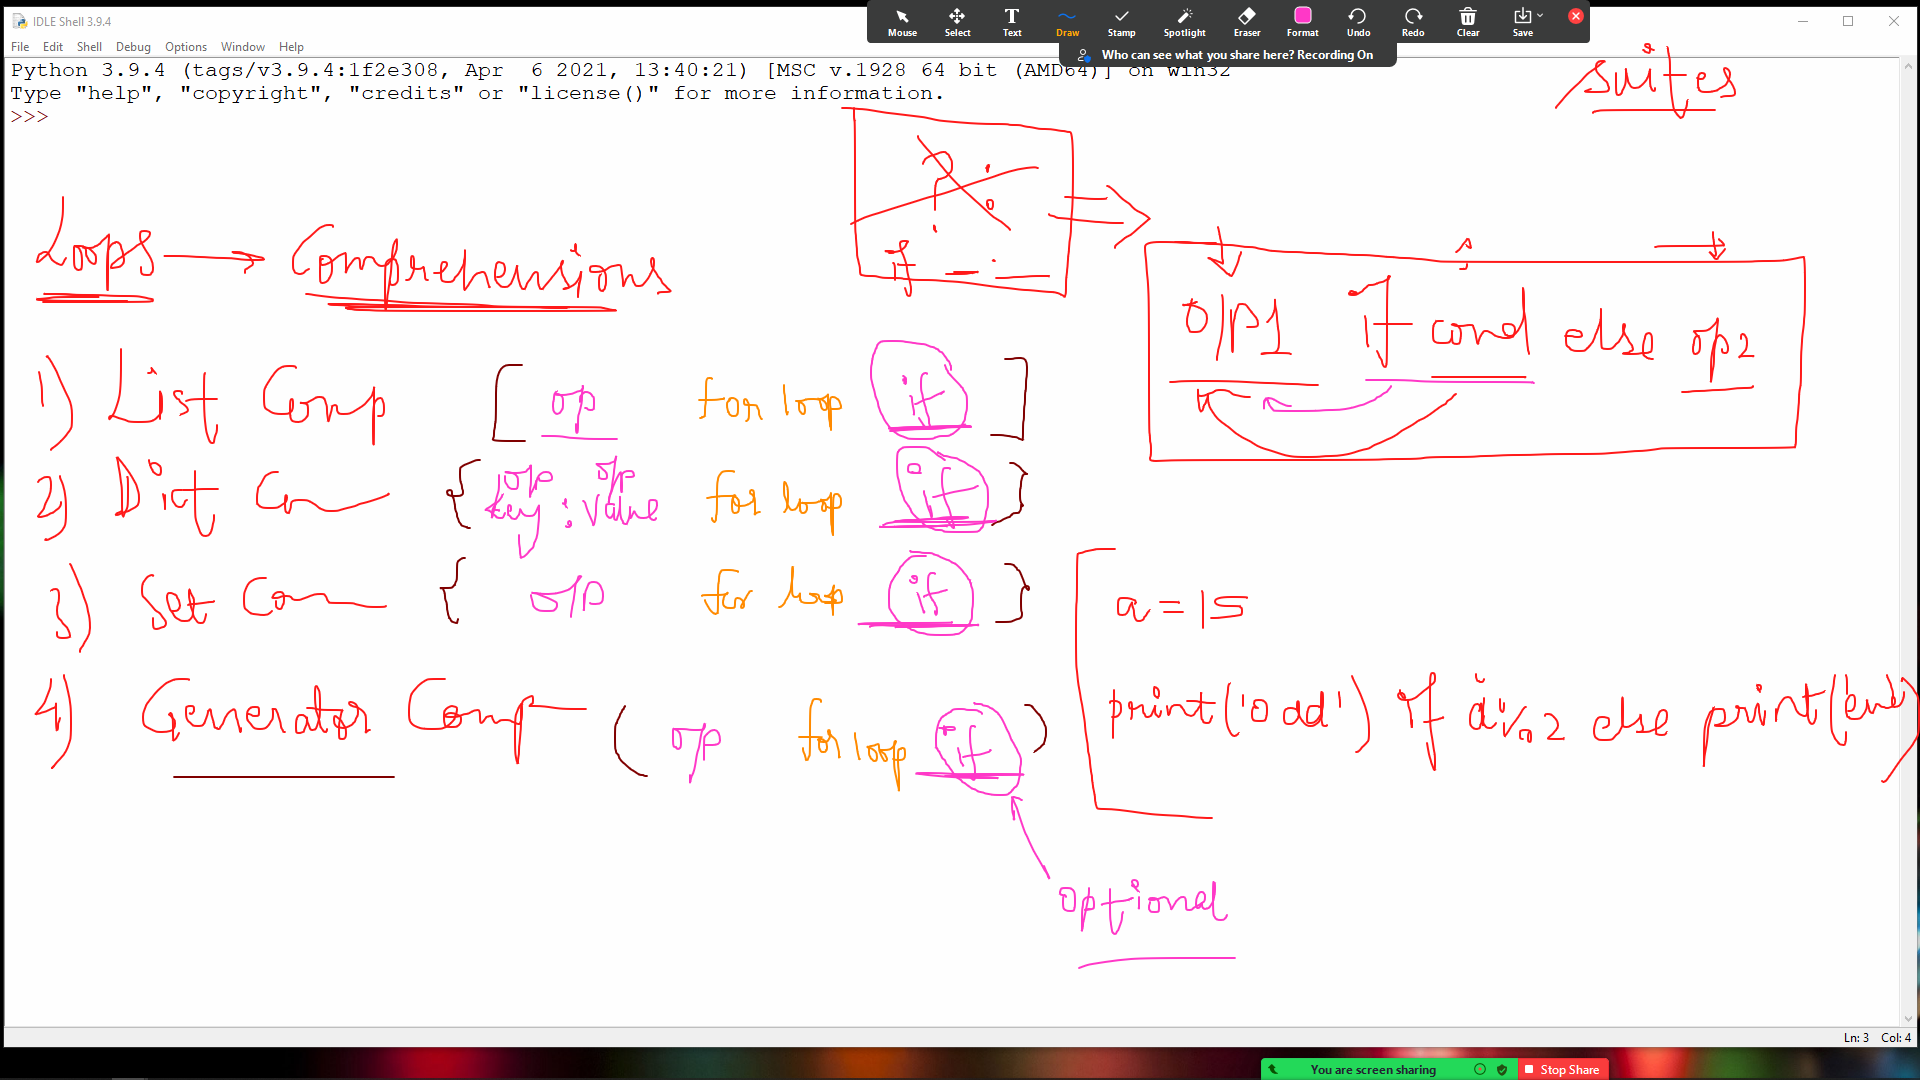 IDLE Shell 3.9.4
File Edit Shell Debug Options Window Help
Mouse Select Text Draw Stamp Spotlight Eraser Format Undo Redo Clear Save
Who can see what you share here? Recording On
Python 3.9.4 (tags/v3.9.4:1f2e308, Apr  6 2021, 13:40:21) [MSC v.1928 64 bit (AMD64)] on win32
Type "help", "copyright", "credits" or "license()" for more information.
>>>
suites
? :
if _ : __
Loops → Comprehensions
o/p1 if cond else op2
1) List Comp [ op for loop if ]
2) Dict Com { o/p o/p
key : value for loop if }
3) Set Com { o/p for loop if }
a = 15
4) Generator Comp ( o/p for loop if )
print('odd') if a%2 else print('even')
optional
Ln: 3 Col: 4
You are screen sharing Stop Share